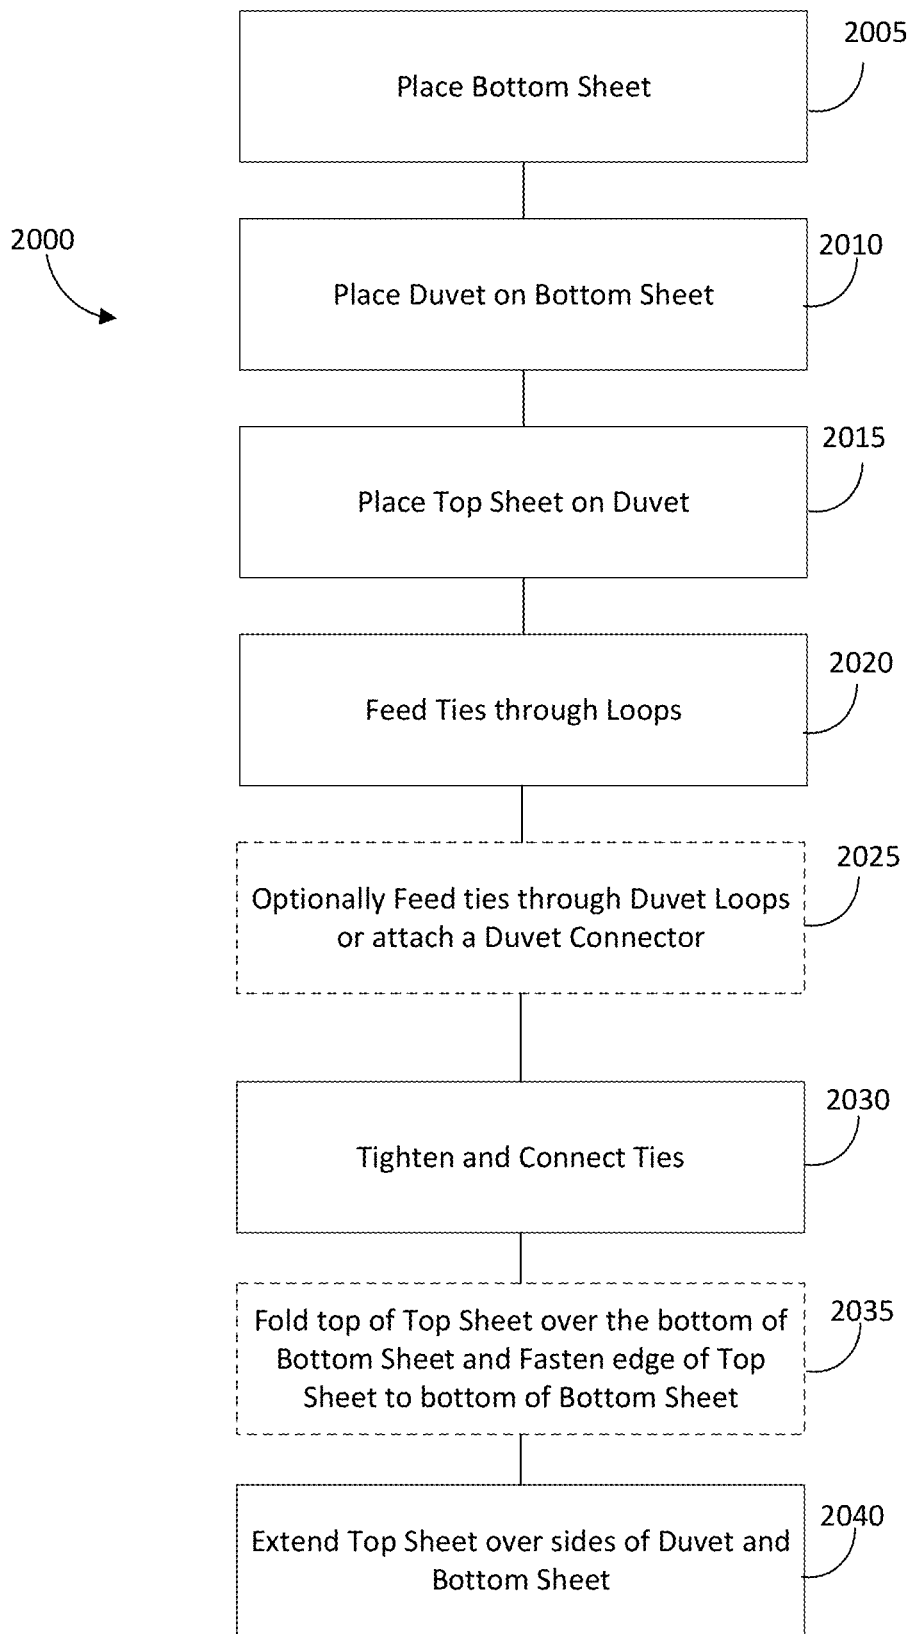 2005
Place Bottom Sheet
2000
2010
Place Duvet on Bottom Sheet
2015
Place Top Sheet on Duvet
2020
Feed Ties through Loops
2025
Optionally Feed ties through Duvet Loops
or attach a Duvet Connector
2030
Tighten and Connect Ties
2035
Fold top of Top Sheet over the bottom of
Bottom Sheet and Fasten edge of Top
Sheet to bottom of Bottom Sheet
2040
Extend Top Sheet over sides of Duvet and
Bottom Sheet